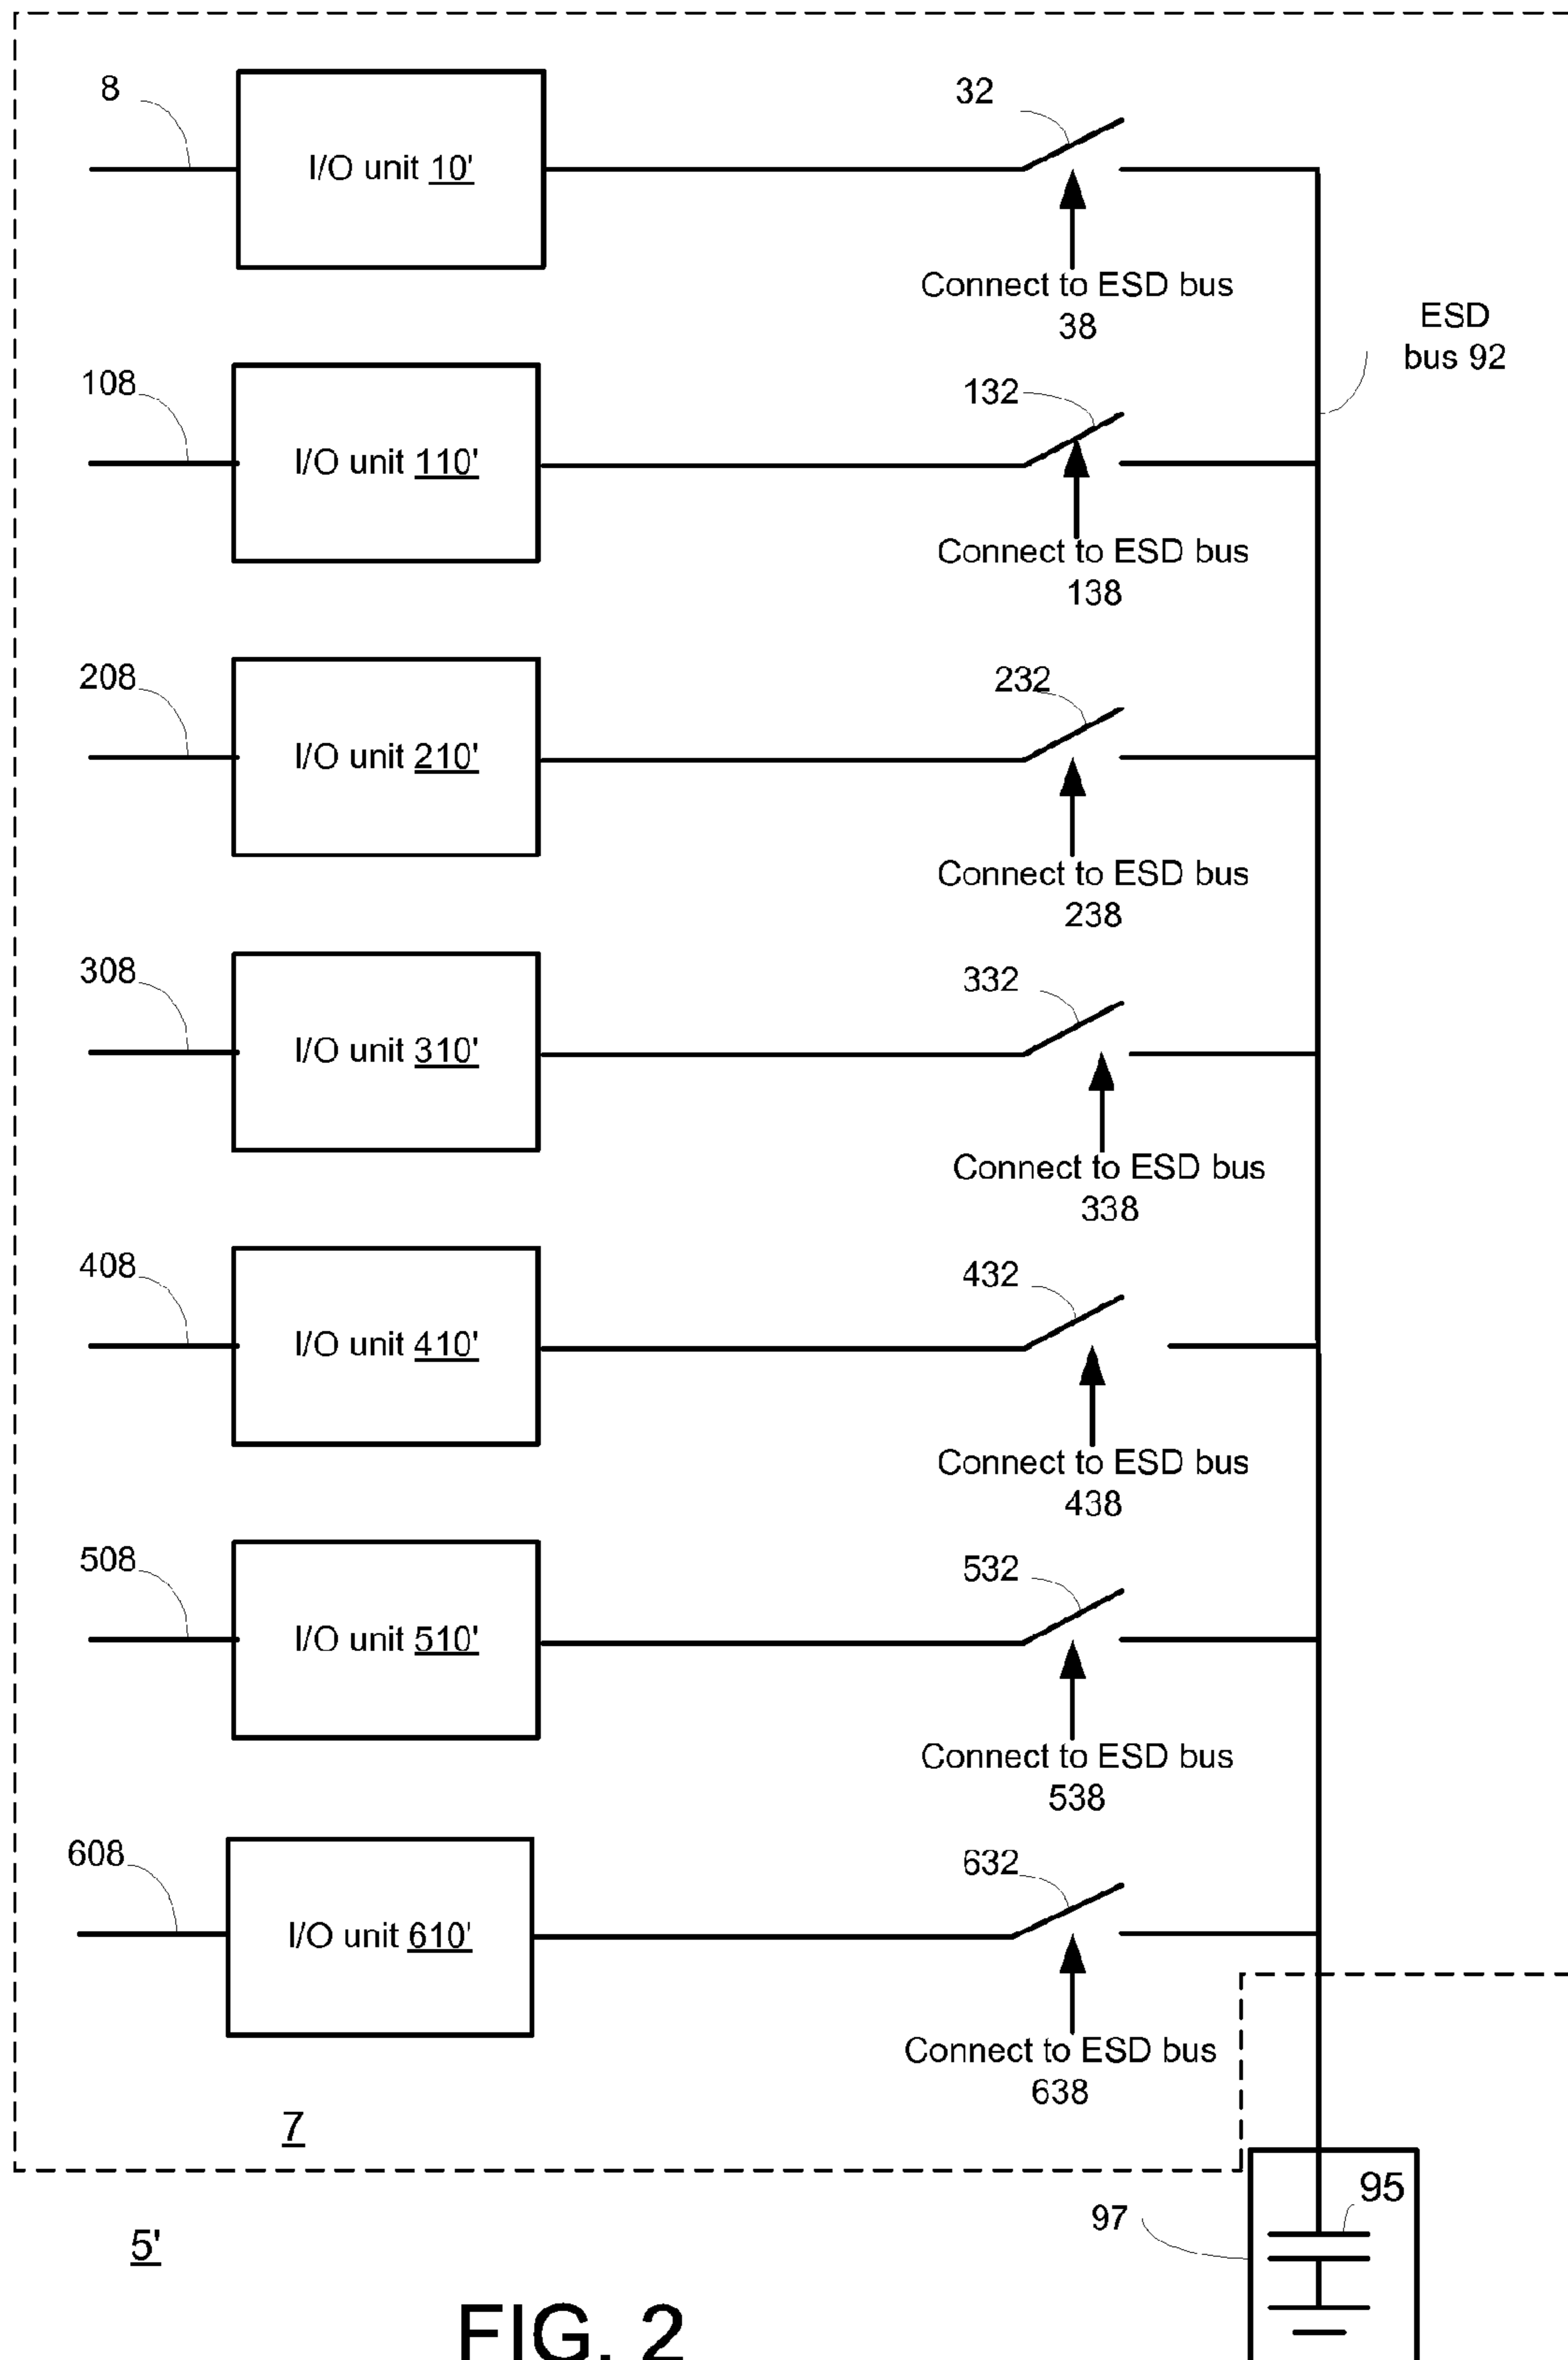 8
I/O unit 10'
32
Connect to ESD bus
38
ESD
bus 92
108
I/O unit 110'
132
Connect to ESD bus
138
208
I/O unit 210'
232
Connect to ESD bus
238
308
I/O unit 310'
332
Connect to ESD bus
338
408
I/O unit 410'
432
Connect to ESD bus
438
508
I/O unit 510'
532
Connect to ESD bus
538
608
I/O unit 610'
632
Connect to ESD bus
638
7
95
97
5'
FIG. 2